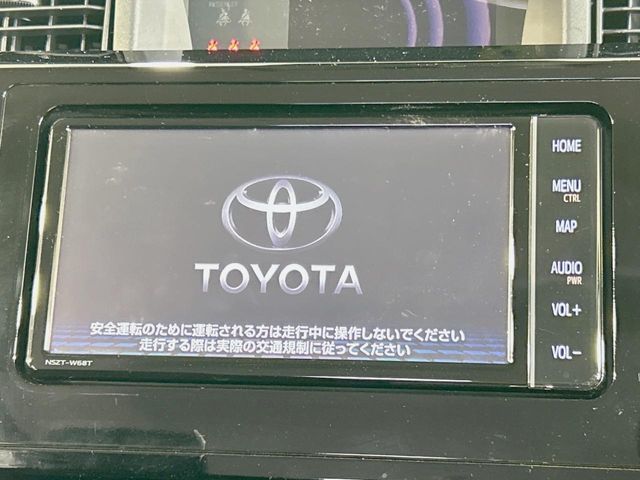 TOYOTA
安全運転のために運転される方は走行中に操作しないでください
走行する際は実際の交通規制に従ってください
NSZT-W68T
HOME
MENU
CTRL
MAP
AUDIO
PWR
VOL+
VOL−